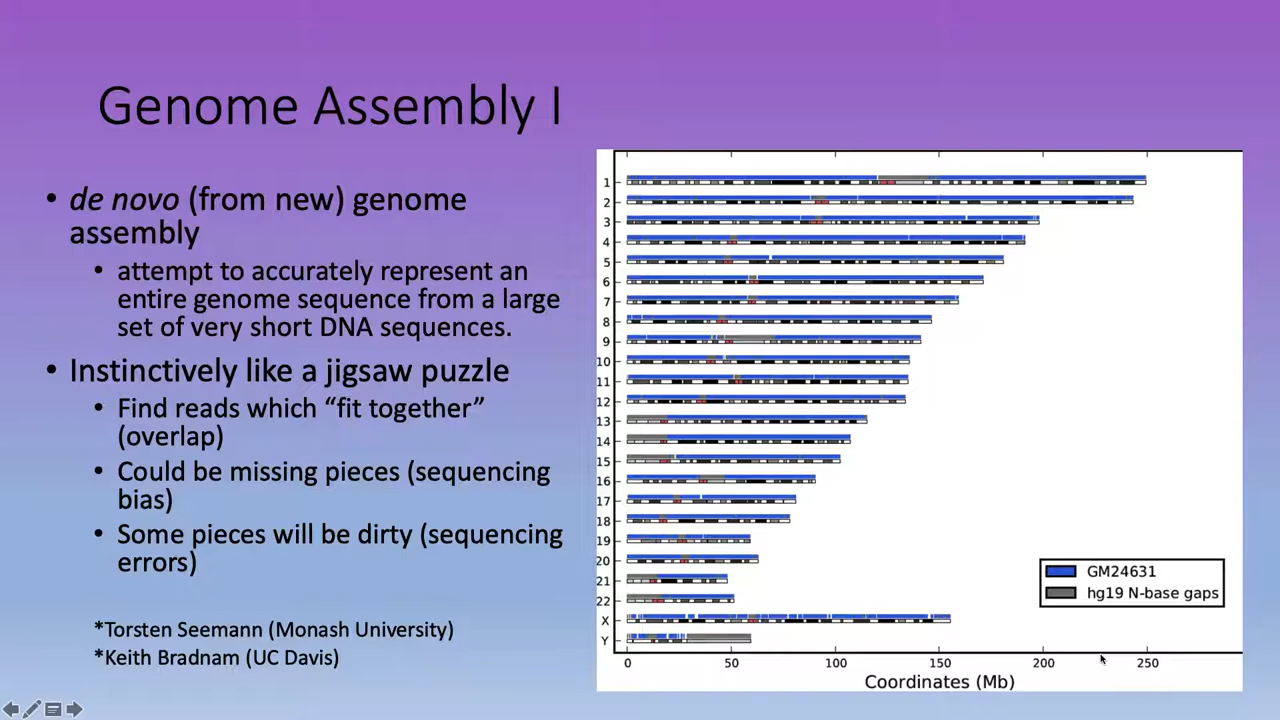 Genome Assembly I
• de novo (from new) genome
assembly
• attempt to accurately represent an
entire genome sequence from a large
set of very short DNA sequences.
• Instinctively like a jigsaw puzzle
• Find reads which “fit together”
(overlap)
• Could be missing pieces (sequencing
bias)
• Some pieces will be dirty (sequencing
errors)
*Torsten Seemann (Monash University)
*Keith Bradnam (UC Davis)
1
2
3
4
5
6
7
8
9
10
11
12
13
14
15
16
17
18
19
20
21
22
X
Y
GM24631
hg19 N-base gaps
0 50 100 150 200 250
Coordinates (Mb)